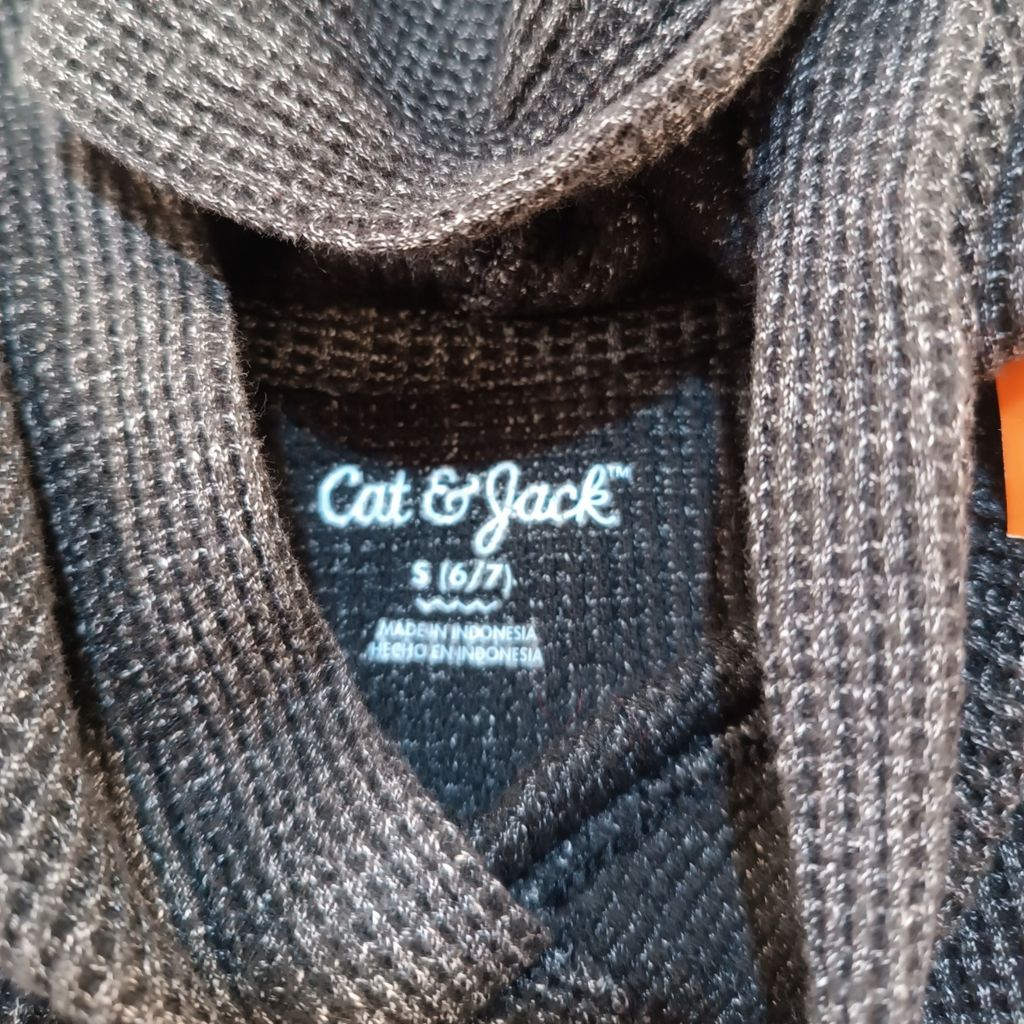 Cat & Jack™
S (6/7)
MADE IN INDONESIA
HECHO EN INDONESIA